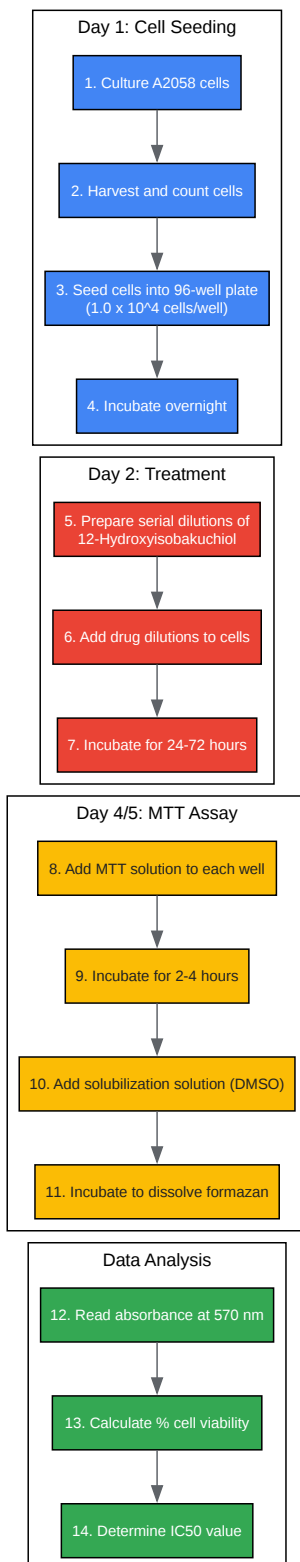 Day 1: Cell Seeding
1. Culture A2058 cells
2. Harvest and count cells
3. Seed cells into 96-well plate
(1.0 x 10^4 cells/well)
4. Incubate overnight
Day 2: Treatment
5. Prepare serial dilutions of
12-Hydroxyisobakuchiol
6. Add drug dilutions to cells
7. Incubate for 24-72 hours
Day 4/5: MTT Assay
8. Add MTT solution to each well
9. Incubate for 2-4 hours
10. Add solubilization solution (DMSO)
11. Incubate to dissolve formazan
Data Analysis
12. Read absorbance at 570 nm
13. Calculate % cell viability
14. Determine IC50 value